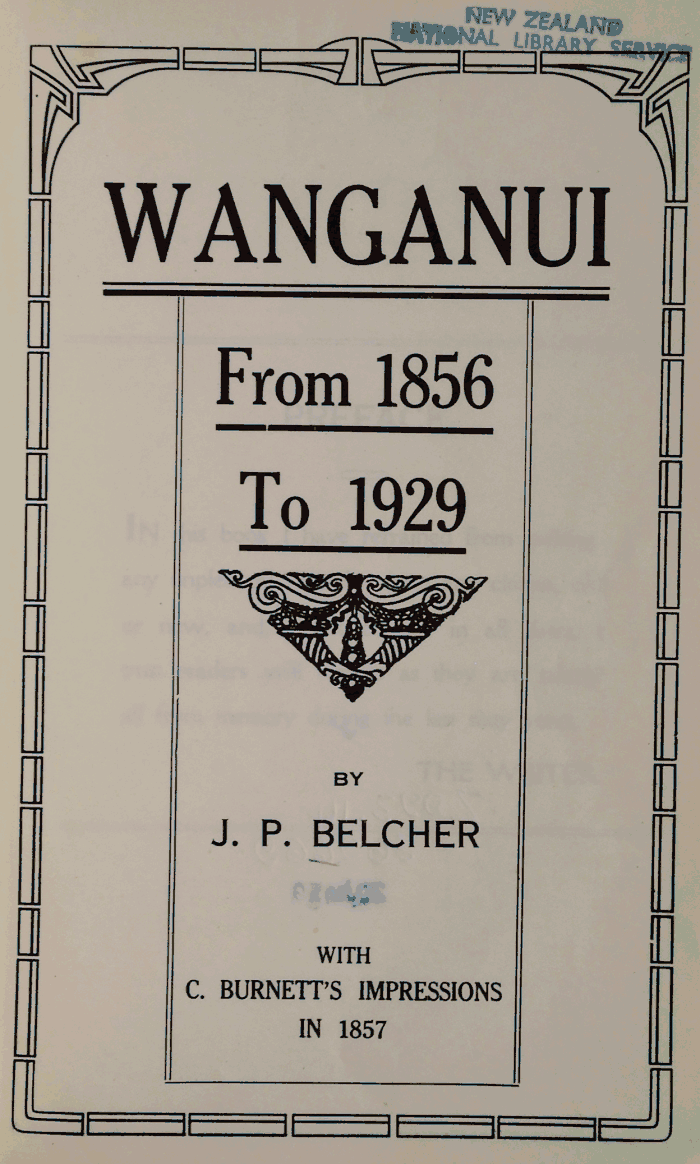 NEW ZEALAND
NATIONAL LIBRARY SERVICE
WANGANUI
From 1856
To 1929
BY
J. P. BELCHER
WITH
C. BURNETT'S IMPRESSIONS
IN 1857